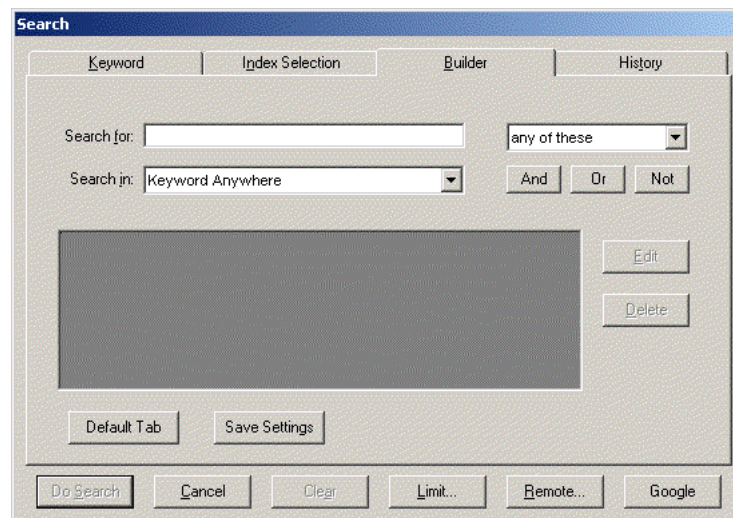 Search
Keyword Index Selection Builder History
Search for: any of these
Search in: Keyword Anywhere And Or Not
Edit
Delete
Default Tab Save Settings
Do Search Cancel Clear Limit... Remote... Google